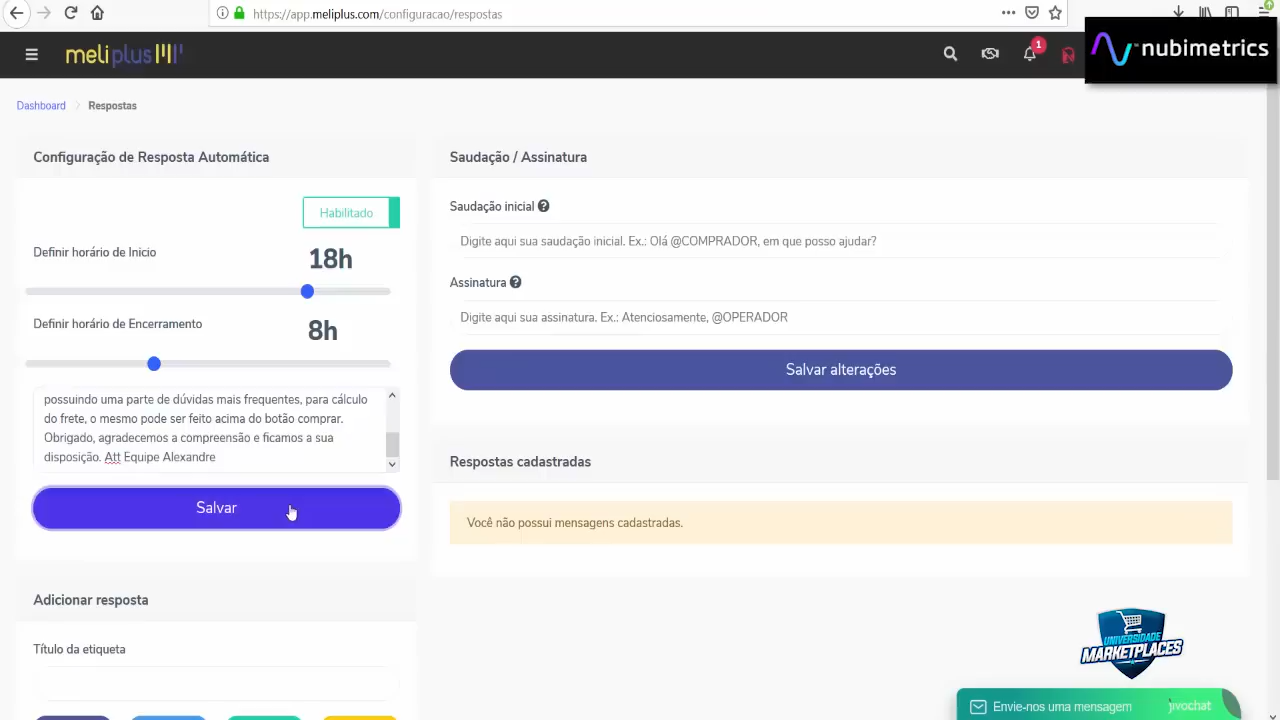 https://app.meliplus.com/configuracao/respostas
meliplus
1
nubimetrics
Dashboard > Respostas
Configuração de Resposta Automática
Habilitado
Definir horário de Inicio
18h
Definir horário de Encerramento
8h
possuindo uma parte de dúvidas mais frequentes, para cálculo
do frete, o mesmo pode ser feito acima do botão comprar.
Obrigado, agradecemos a compreensão e ficamos a sua
disposição. Att Equipe Alexandre
Salvar
Adicionar resposta
Título da etiqueta
Saudação / Assinatura
Saudação inicial
Digite aqui sua saudação inicial. Ex.: Olá @COMPRADOR, em que posso ajudar?
Assinatura
Digite aqui sua assinatura. Ex.: Atenciosamente, @OPERADOR
Salvar alterações
Respostas cadastradas
Você não possui mensagens cadastradas.
UNIVERSIDADE
MARKETPLACES
Envie-nos uma mensagem
jivochat